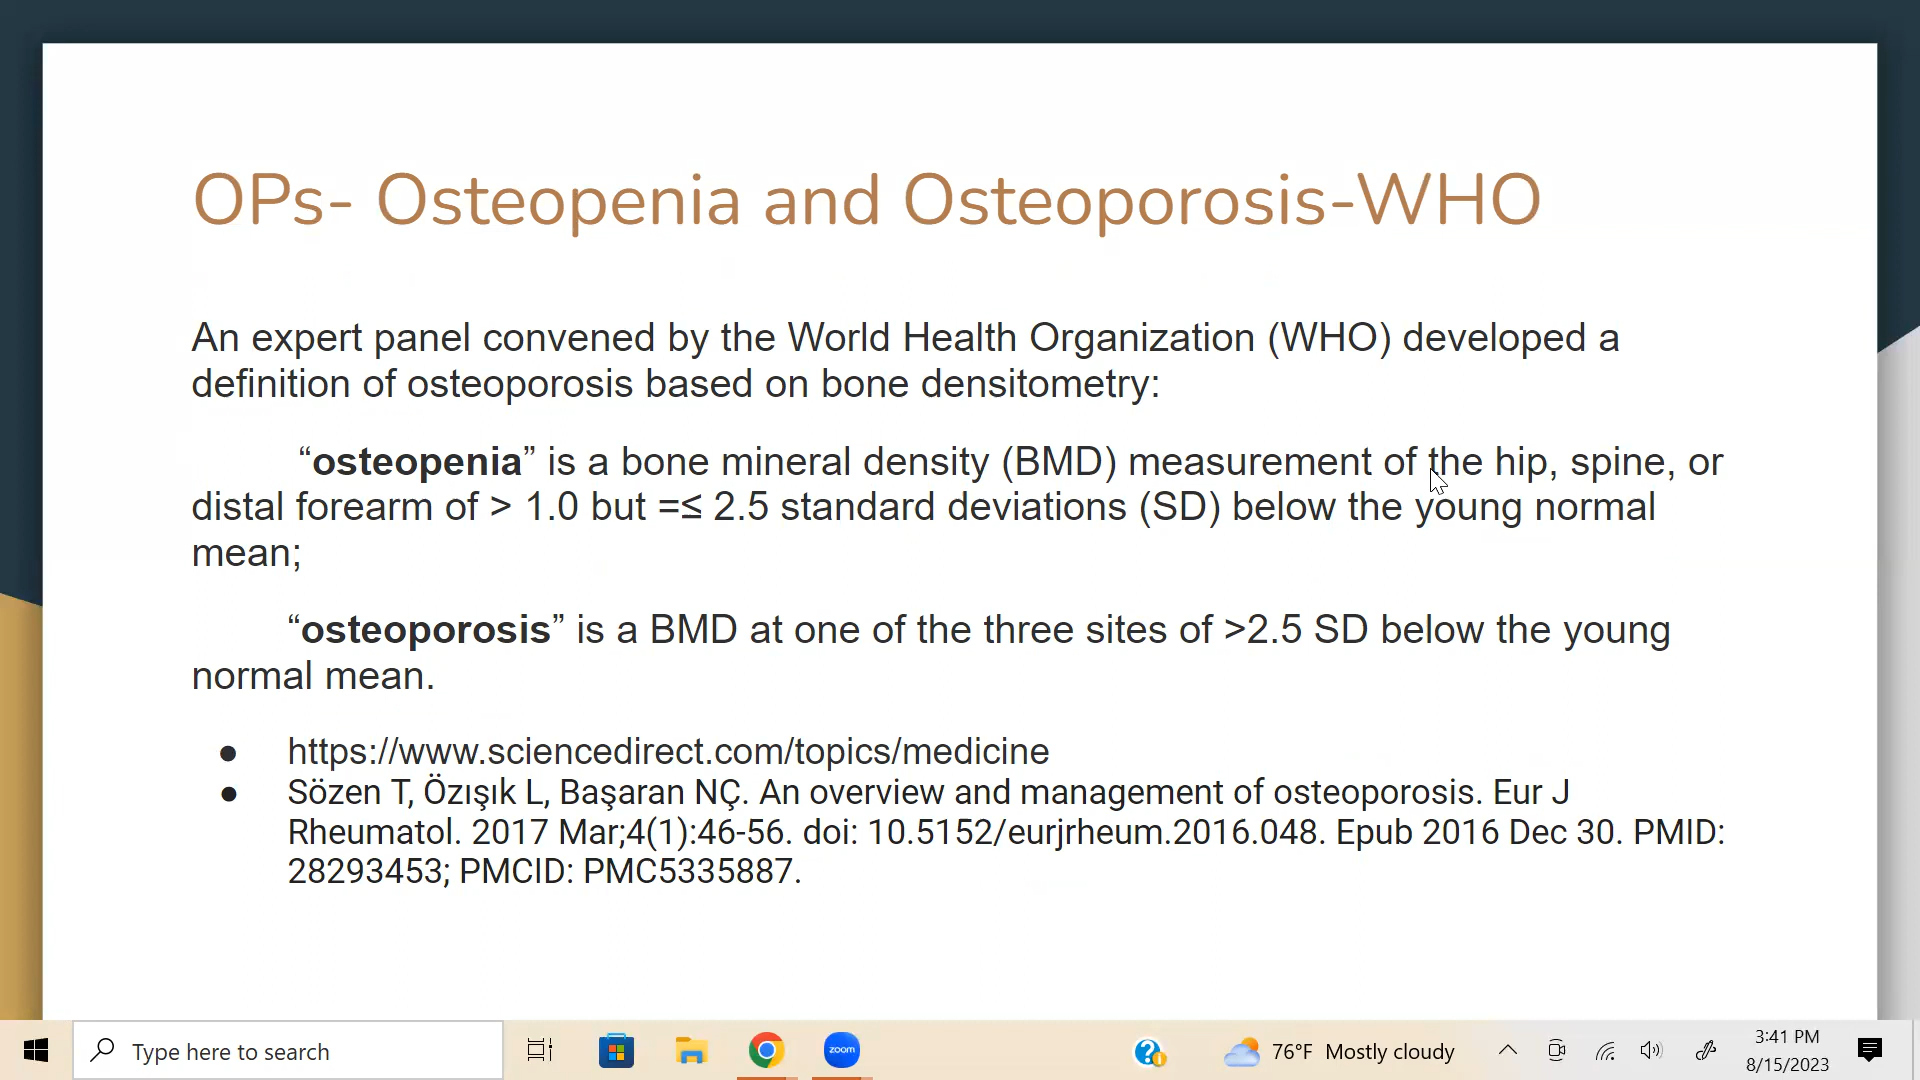 OPs- Osteopenia and Osteoporosis-WHO
An expert panel convened by the World Health Organization (WHO) developed a
definition of osteoporosis based on bone densitometry:
“osteopenia” is a bone mineral density (BMD) measurement of the hip, spine, or
distal forearm of > 1.0 but =≤ 2.5 standard deviations (SD) below the young normal
mean;
“osteoporosis” is a BMD at one of the three sites of >2.5 SD below the young
normal mean.
● https://www.sciencedirect.com/topics/medicine
● Sözen T, Özışık L, Başaran NÇ. An overview and management of osteoporosis. Eur J
Rheumatol. 2017 Mar;4(1):46-56. doi: 10.5152/eurjrheum.2016.048. Epub 2016 Dec 30. PMID:
28293453; PMCID: PMC5335887.
Type here to search
zoom
76°F Mostly cloudy
3:41 PM
8/15/2023